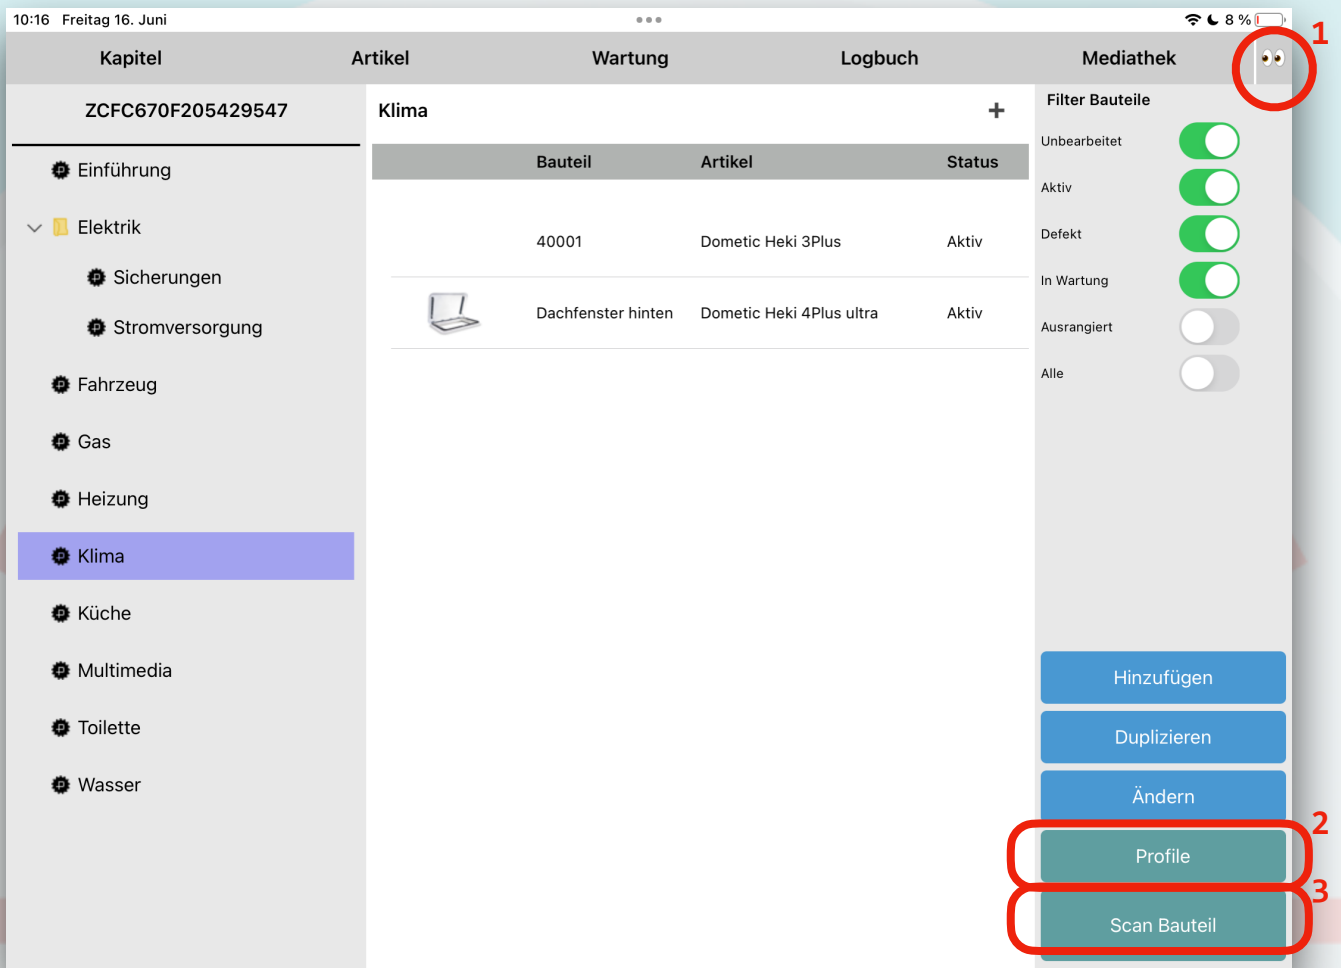 10:16 Freitag 16. Juni
8 %
1
Kapitel Artikel Wartung Logbuch Mediathek
ZCFC670F205429547
Einführung
Elektrik
Sicherungen
Stromversorgung
Fahrzeug
Gas
Heizung
Klima
Küche
Multimedia
Toilette
Wasser
Klima +
Bauteil Artikel Status
40001 Dometic Heki 3Plus Aktiv
Dachfenster hinten Dometic Heki 4Plus ultra Aktiv
Filter Bauteile
Unbearbeitet
Aktiv
Defekt
In Wartung
Ausrangiert
Alle
Hinzufügen
Duplizieren
Ändern
2
Profile
3
Scan Bauteil